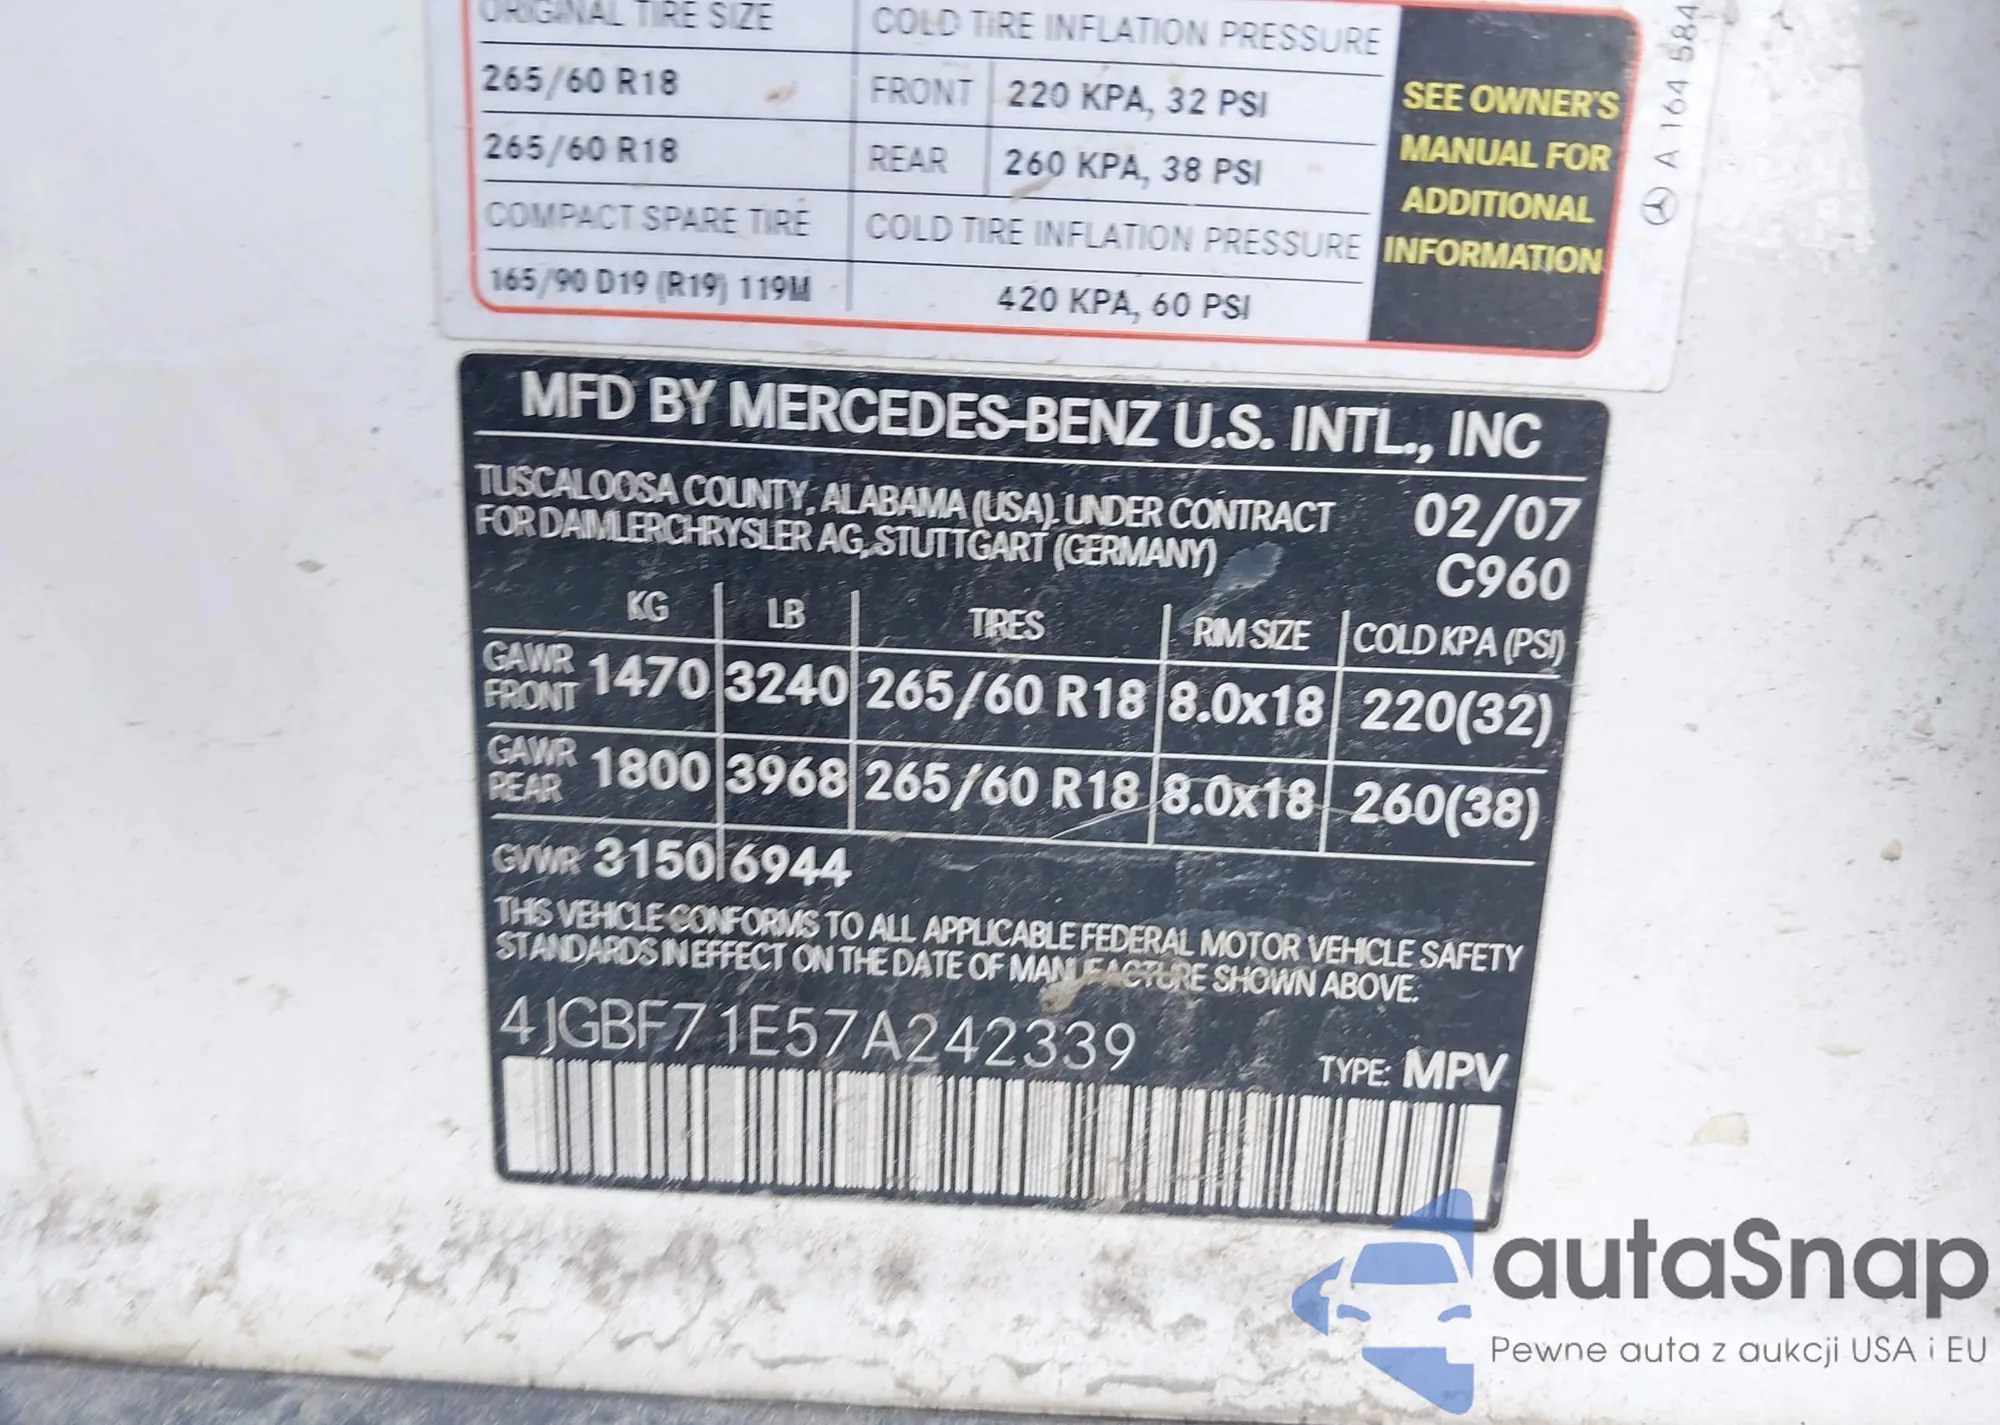 ORIGINAL TIRE SIZE COLD TIRE INFLATION PRESSURE
265/60 R18 FRONT 220 KPA, 32 PSI
265/60 R18 REAR 260 KPA, 38 PSI
COMPACT SPARE TIRE COLD TIRE INFLATION PRESSURE
165/90 D19 (R19) 119M 420 KPA, 60 PSI
SEE OWNER'S
MANUAL FOR
ADDITIONAL
INFORMATION
A 164 584
MFD BY MERCEDES-BENZ U.S. INTL., INC
TUSCALOOSA COUNTY, ALABAMA (USA). UNDER CONTRACT
FOR DAIMLERCHRYSLER AG, STUTTGART (GERMANY)
02/07
C960
KG LB TIRES RIM SIZE COLD KPA (PSI)
GAWR FRONT 1470 3240 265/60 R18 8.0x18 220(32)
GAWR REAR 1800 3968 265/60 R18 8.0x18 260(38)
GVWR 3150 6944
THIS VEHICLE CONFORMS TO ALL APPLICABLE FEDERAL MOTOR VEHICLE SAFETY
STANDARDS IN EFFECT ON THE DATE OF MANUFACTURE SHOWN ABOVE.
4JGBF71E57A242339
TYPE: MPV
autaSnap
Pewne auta z aukcji USA i EU